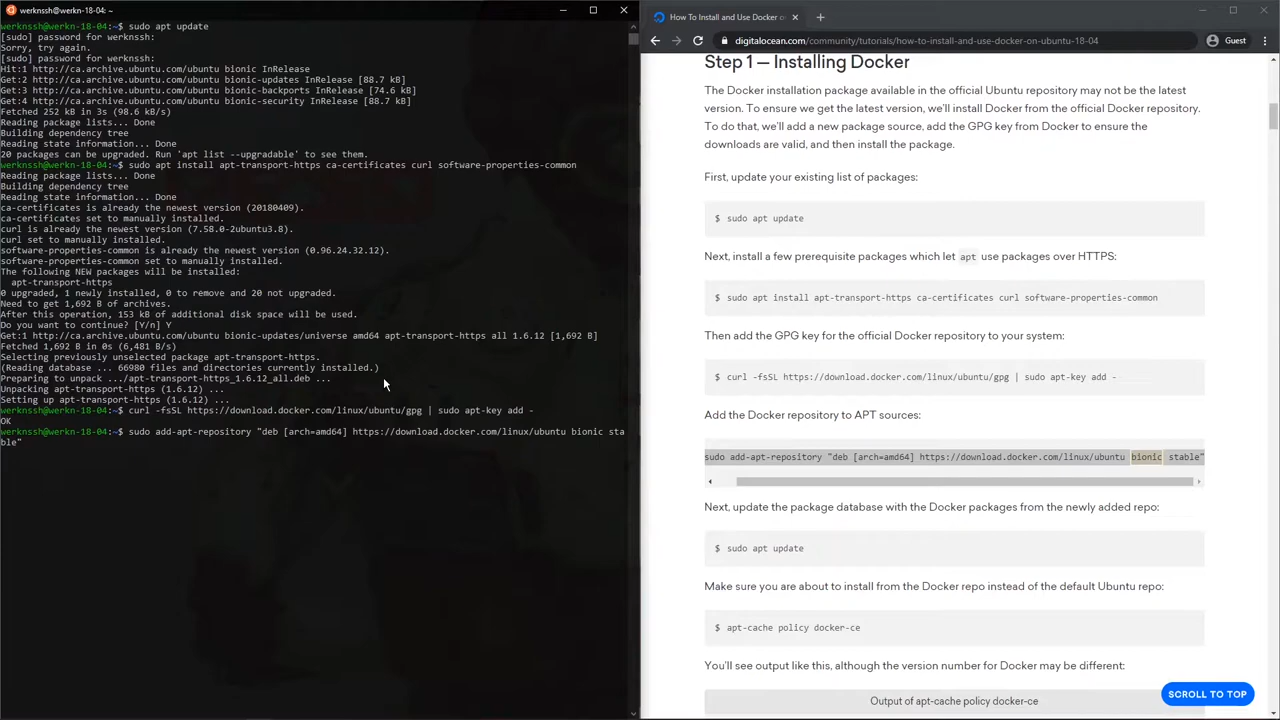 werknssh@werkn-18-04: ~
werknssh@werkn-18-04:~$ sudo apt update
[sudo] password for werknssh:
Sorry, try again.
[sudo] password for werknssh:
Hit:1 http://ca.archive.ubuntu.com/ubuntu bionic InRelease
Get:2 http://ca.archive.ubuntu.com/ubuntu bionic-updates InRelease [88.7 kB]
Get:3 http://ca.archive.ubuntu.com/ubuntu bionic-backports InRelease [74.6 kB]
Get:4 http://ca.archive.ubuntu.com/ubuntu bionic-security InRelease [88.7 kB]
Fetched 252 kB in 3s (98.6 kB/s)
Reading package lists... Done
Building dependency tree
Reading state information... Done
20 packages can be upgraded. Run 'apt list --upgradable' to see them.
werknssh@werkn-18-04:~$ sudo apt install apt-transport-https ca-certificates curl software-properties-common
Reading package lists... Done
Building dependency tree
Reading state information... Done
ca-certificates is already the newest version (20180409).
ca-certificates set to manually installed.
curl is already the newest version (7.58.0-2ubuntu3.8).
curl set to manually installed.
software-properties-common is already the newest version (0.96.24.32.12).
software-properties-common set to manually installed.
The following NEW packages will be installed:
apt-transport-https
0 upgraded, 1 newly installed, 0 to remove and 20 not upgraded.
Need to get 1,692 B of archives.
After this operation, 153 kB of additional disk space will be used.
Do you want to continue? [Y/n] Y
Get:1 http://ca.archive.ubuntu.com/ubuntu bionic-updates/universe amd64 apt-transport-https all 1.6.12 [1,692 B]
Fetched 1,692 B in 0s (6,481 B/s)
Selecting previously unselected package apt-transport-https.
(Reading database ... 66980 files and directories currently installed.)
Preparing to unpack .../apt-transport-https_1.6.12_all.deb ...
Unpacking apt-transport-https (1.6.12) ...
Setting up apt-transport-https (1.6.12) ...
werknssh@werkn-18-04:~$ curl -fsSL https://download.docker.com/linux/ubuntu/gpg | sudo apt-key add -
OK
werknssh@werkn-18-04:~$ sudo add-apt-repository "deb [arch=amd64] https://download.docker.com/linux/ubuntu bionic sta
ble"
How To Install and Use Docker o
digitalocean.com/community/tutorials/how-to-install-and-use-docker-on-ubuntu-18-04
Guest
Step 1 — Installing Docker
The Docker installation package available in the official Ubuntu repository may not be the latest
version. To ensure we get the latest version, we'll install Docker from the official Docker repository.
To do that, we'll add a new package source, add the GPG key from Docker to ensure the
downloads are valid, and then install the package.
First, update your existing list of packages:
$ sudo apt update
Next, install a few prerequisite packages which let apt use packages over HTTPS:
$ sudo apt install apt-transport-https ca-certificates curl software-properties-common
Then add the GPG key for the official Docker repository to your system:
$ curl -fsSL https://download.docker.com/linux/ubuntu/gpg | sudo apt-key add -
Add the Docker repository to APT sources:
sudo add-apt-repository "deb [arch=amd64] https://download.docker.com/linux/ubuntu bionic stable"
Next, update the package database with the Docker packages from the newly added repo:
$ sudo apt update
Make sure you are about to install from the Docker repo instead of the default Ubuntu repo:
$ apt-cache policy docker-ce
You'll see output like this, although the version number for Docker may be different:
SCROLL TO TOP
Output of apt-cache policy docker-ce